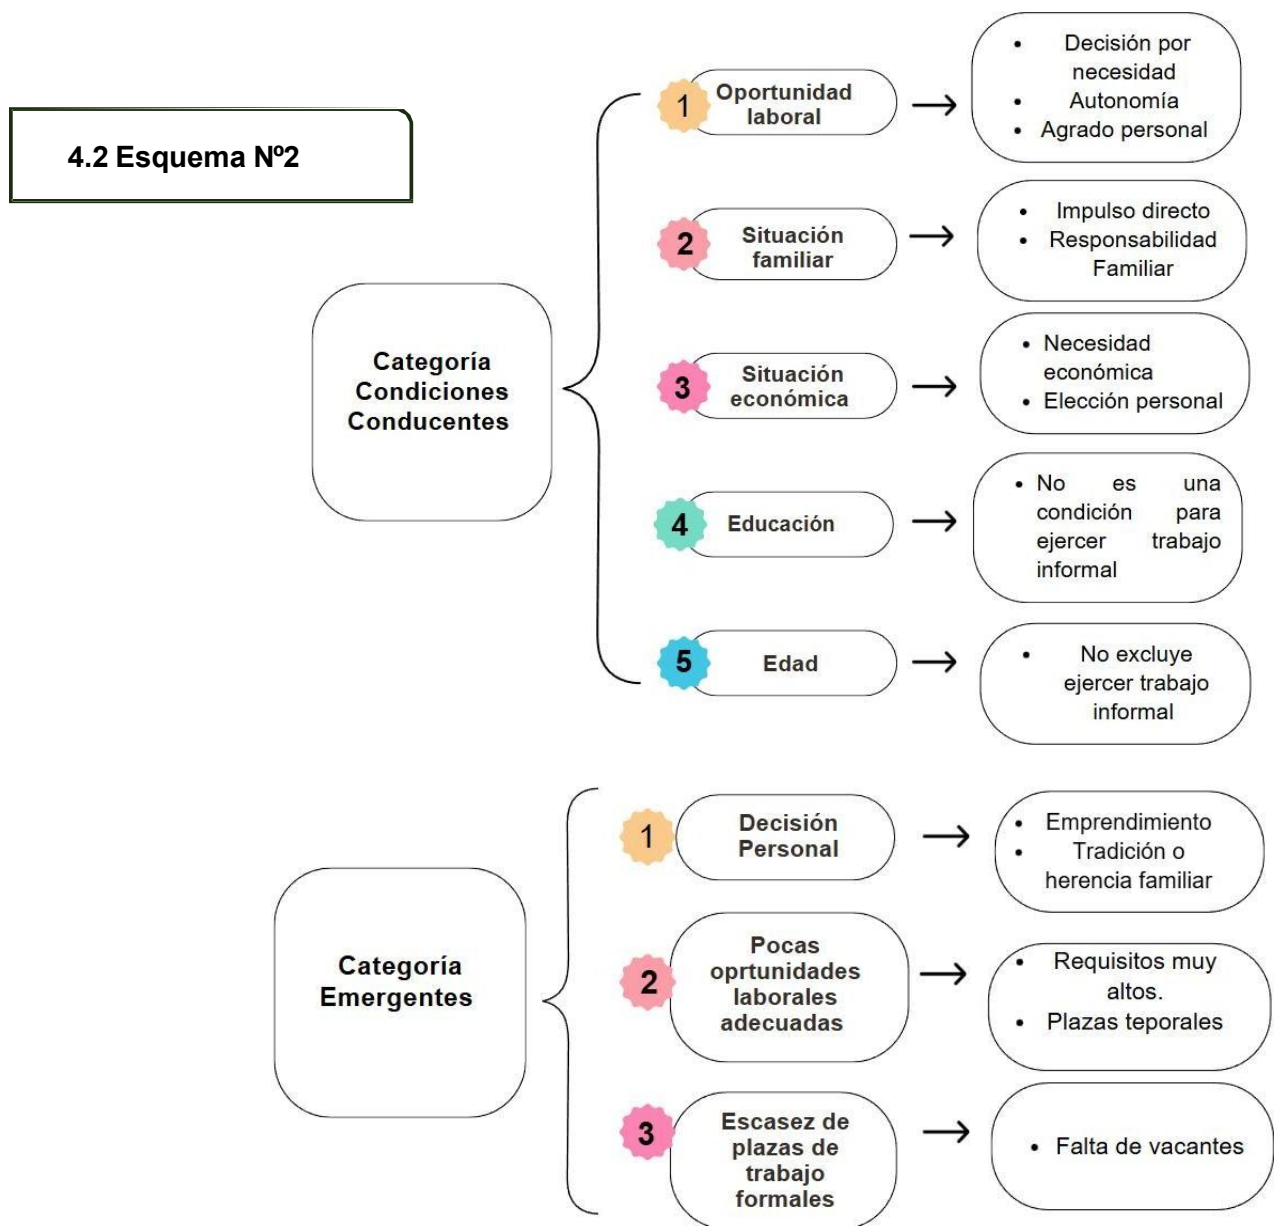 4.2 Esquema Nº2
Categoría
Condiciones
Conducentes
1
Oportunidad
laboral
• Decisión por
necesidad
• Autonomía
• Agrado personal
2
Situación
familiar
• Impulso directo
• Responsabilidad
Familiar
3
Situación
económica
• Necesidad
económica
• Elección personal
4
Educación
• No es una
condición para
ejercer trabajo
informal
5
Edad
• No excluye
ejercer trabajo
informal
Categoría
Emergentes
1
Decisión
Personal
• Emprendimiento
• Tradición o
herencia familiar
2
Pocas
oprtunidades
laborales
adecuadas
• Requisitos muy
altos.
• Plazas teporales
3
Escasez de
plazas de
trabajo
formales
• Falta de vacantes